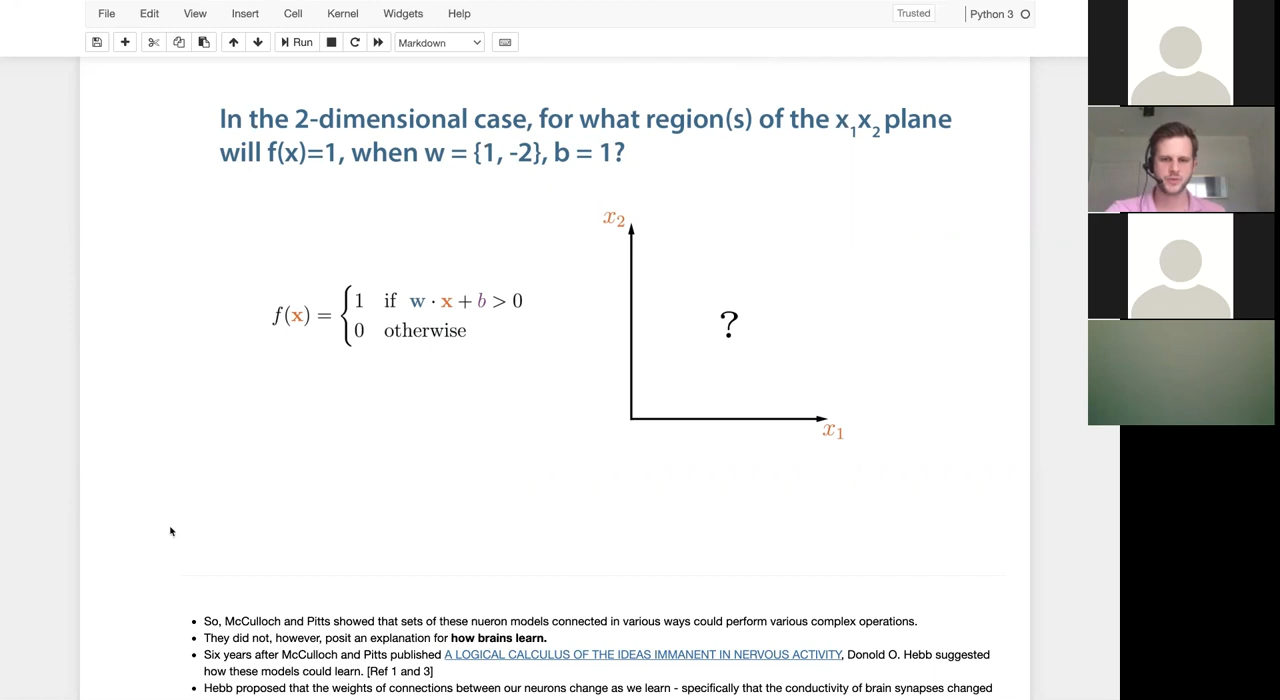 File Edit View Insert Cell Kernel Widgets Help Trusted Python 3
Run Markdown
In the 2-dimensional case, for what region(s) of the x₁x₂ plane
will f(x)=1, when w = {1, -2}, b = 1?
x₂
f(x) = {1 if w · x + b > 0
0 otherwise
?
x₁
So, McCulloch and Pitts showed that sets of these nueron models connected in various ways could perform various complex operations.
They did not, however, posit an explanation for how brains learn.
Six years after McCulloch and Pitts published A LOGICAL CALCULUS OF THE IDEAS IMMANENT IN NERVOUS ACTIVITY, Donold O. Hebb suggested
how these models could learn. [Ref 1 and 3]
Hebb proposed that the weights of connections between our neurons change as we learn - specifically that the conductivity of brain synapses changed